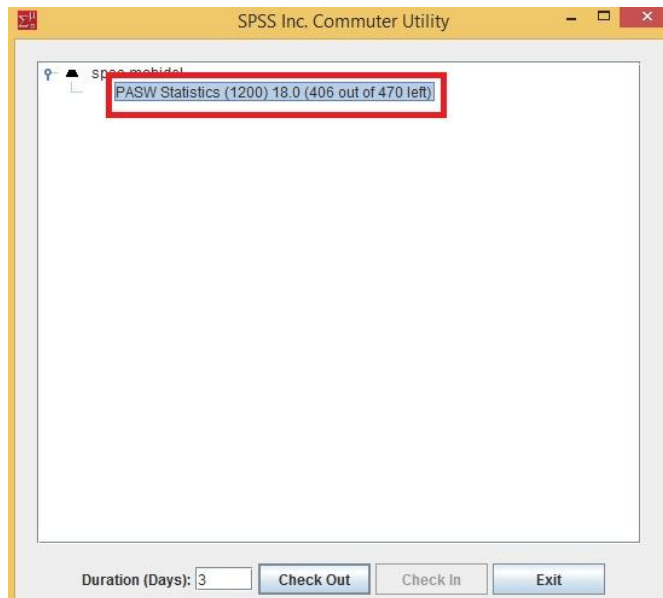 SPSS Inc. Commuter Utility
PASW Statistics (1200) 18.0 (406 out of 470 left)
Duration (Days): 3 Check Out Check In Exit